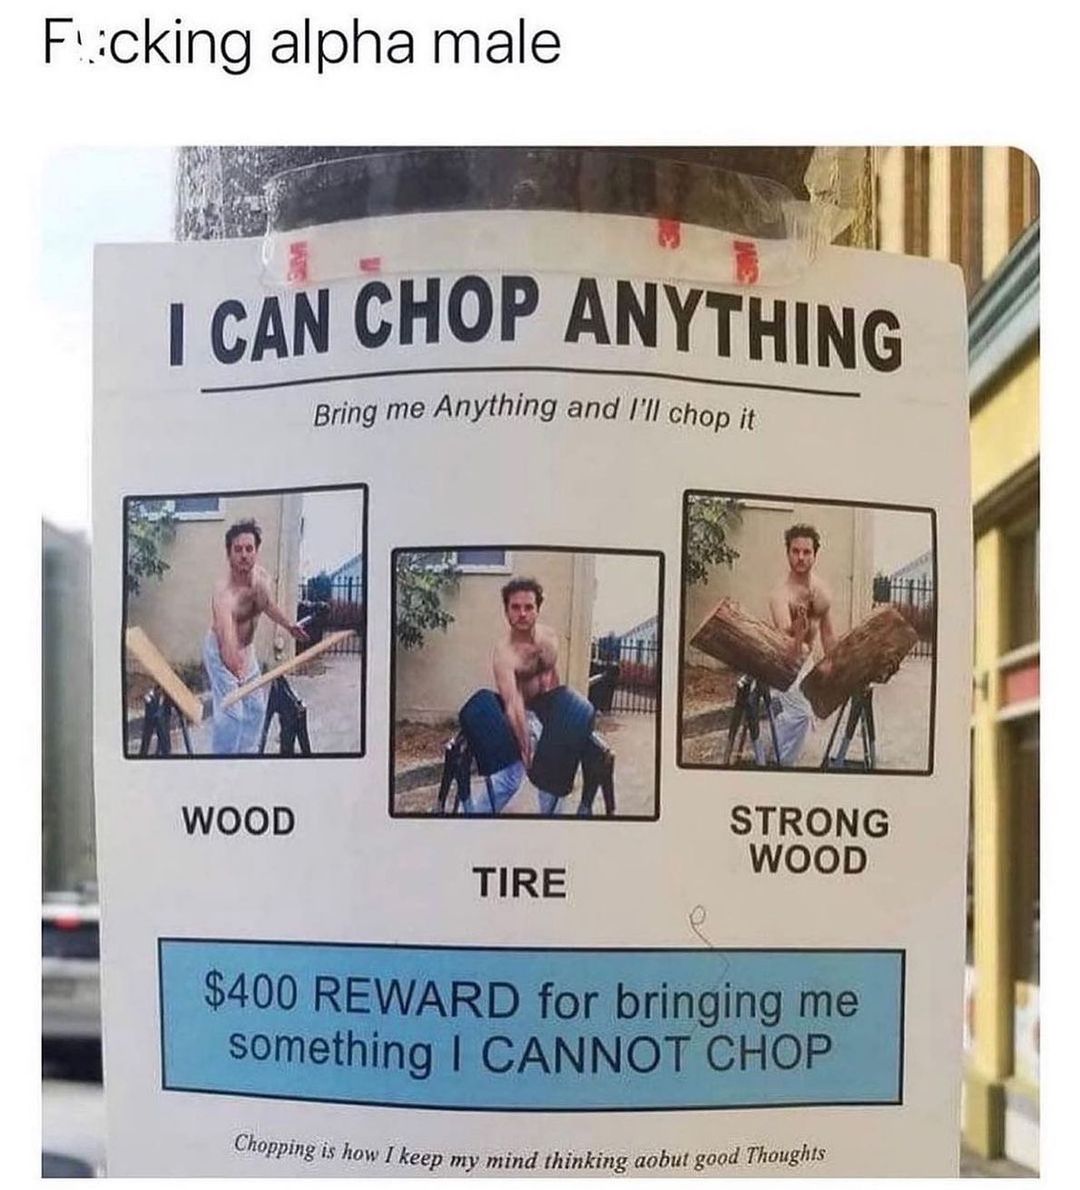 F cking alpha male
I CAN CHOP ANYTHING
Bring me Anything and I'll chop it
WOOD
TIRE
STRONG
WOOD
$400 REWARD for bringing me
something I CANNOT CHOP
Chopping is how I keep my mind thinking aobut good Thoughts